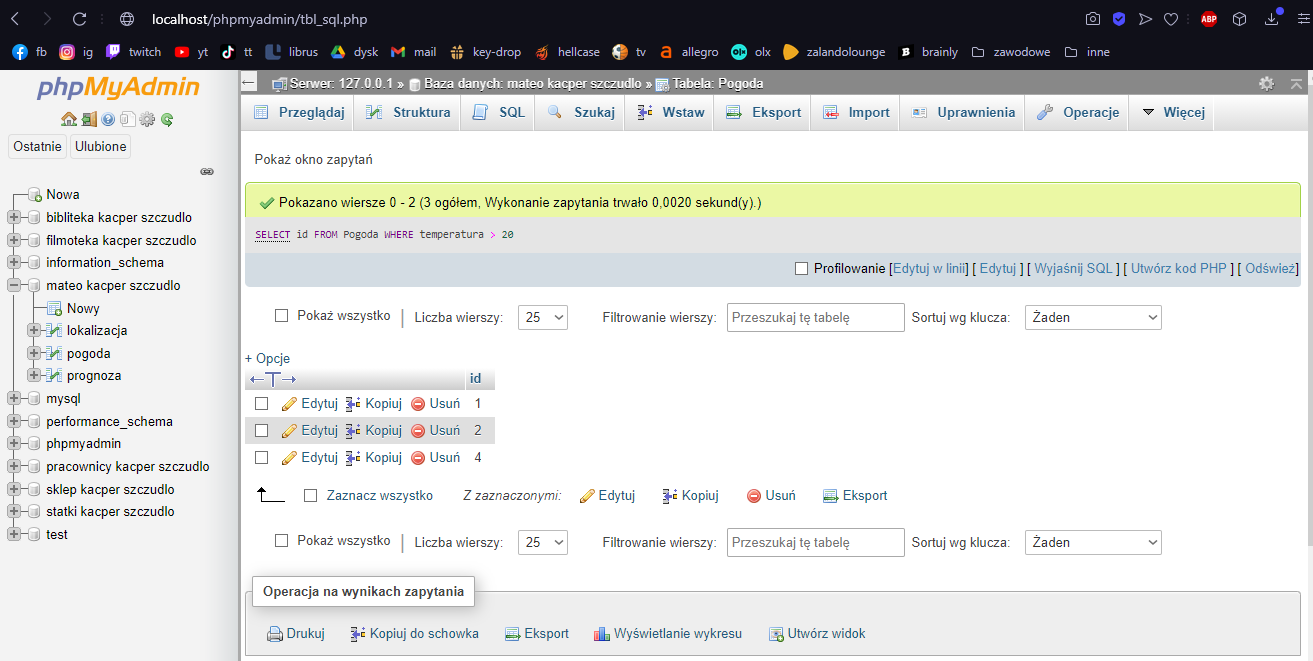 localhost/phpmyadmin/tbl_sql.php
ABP
fb ig twitch yt tt librus dysk mail key-drop hellcase tv allegro olx zalandolounge brainly zawodowe inne
phpMyAdmin
Ostatnie Ulubione
Nowa
bibliteka kacper szczudlo
filmoteka kacper szczudlo
information_schema
mateo kacper szczudlo
Nowy
lokalizacja
pogoda
prognoza
mysql
performance_schema
phpmyadmin
pracownicy kacper szczudlo
sklep kacper szczudlo
statki kacper szczudlo
test
Serwer: 127.0.0.1 » Baza danych: mateo kacper szczudlo » Tabela: Pogoda
Przeglądaj Struktura SQL Szukaj Wstaw Eksport Import Uprawnienia Operacje Więcej
Pokaż okno zapytań
Pokazano wiersze 0 - 2 (3 ogółem, Wykonanie zapytania trwało 0,0020 sekund(y).)
SELECT id FROM Pogoda WHERE temperatura > 20
Profilowanie [Edytuj w linii] [ Edytuj ] [ Wyjaśnij SQL ] [ Utwórz kod PHP ] [ Odśwież]
Pokaż wszystko | Liczba wierszy: 25 Filtrowanie wierszy: Przeszukaj tę tabelę Sortuj wg klucza: Żaden
+ Opcje
←T→ id
Edytuj Kopiuj Usuń 1
Edytuj Kopiuj Usuń 2
Edytuj Kopiuj Usuń 4
Zaznacz wszystko Z zaznaczonymi: Edytuj Kopiuj Usuń Eksport
Pokaż wszystko | Liczba wierszy: 25 Filtrowanie wierszy: Przeszukaj tę tabelę Sortuj wg klucza: Żaden
Operacja na wynikach zapytania
Drukuj Kopiuj do schowka Eksport Wyświetlanie wykresu Utwórz widok